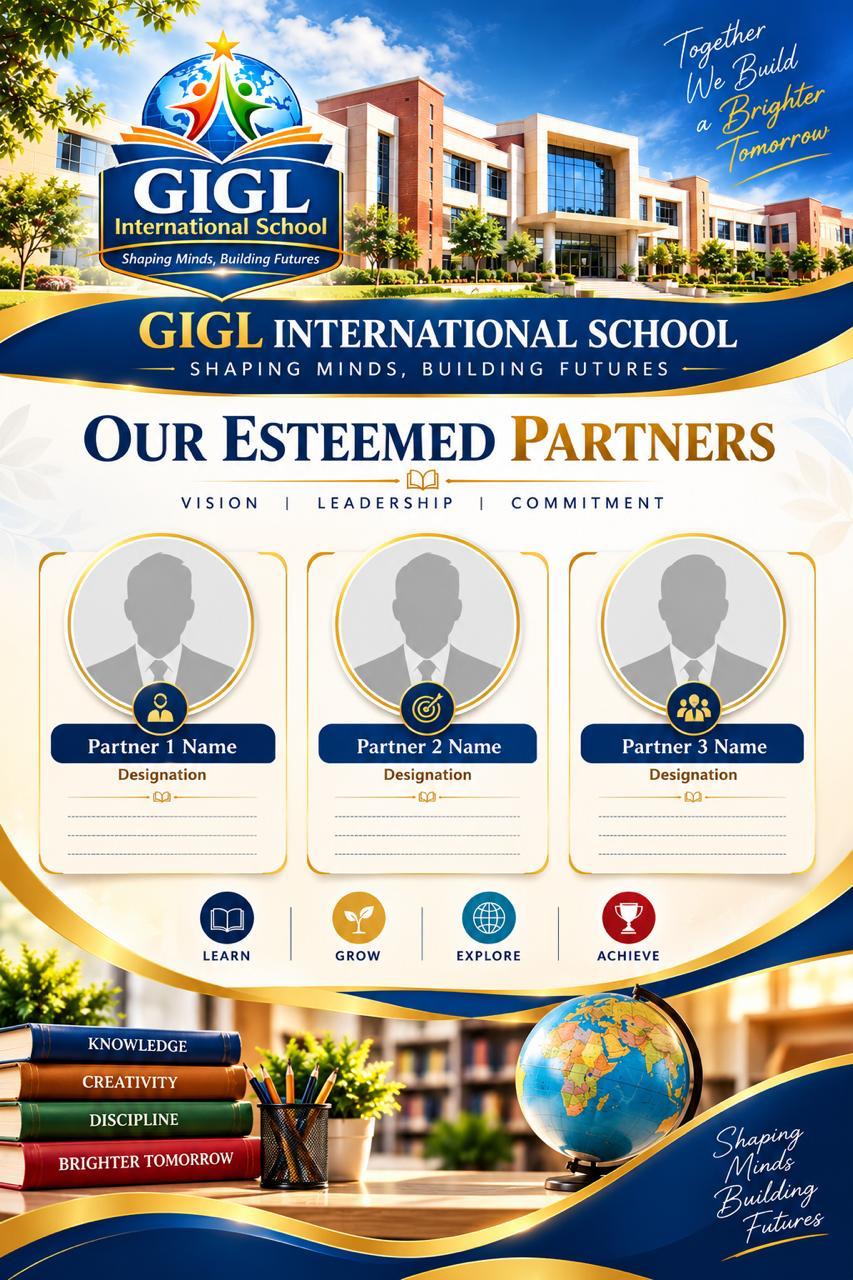 Together
We Build
a Brighter
Tomorrow
GIGL
International School
Shaping Minds, Building Futures
GIGL INTERNATIONAL SCHOOL
SHAPING MINDS, BUILDING FUTURES
OUR ESTEEMED PARTNERS
VISION | LEADERSHIP | COMMITMENT
Partner 1 Name
Designation
Partner 2 Name
Designation
Partner 3 Name
Designation
LEARN
GROW
EXPLORE
ACHIEVE
KNOWLEDGE
CREATIVITY
DISCIPLINE
BRIGHTER TOMORROW
Shaping
Minds
Building
Futures